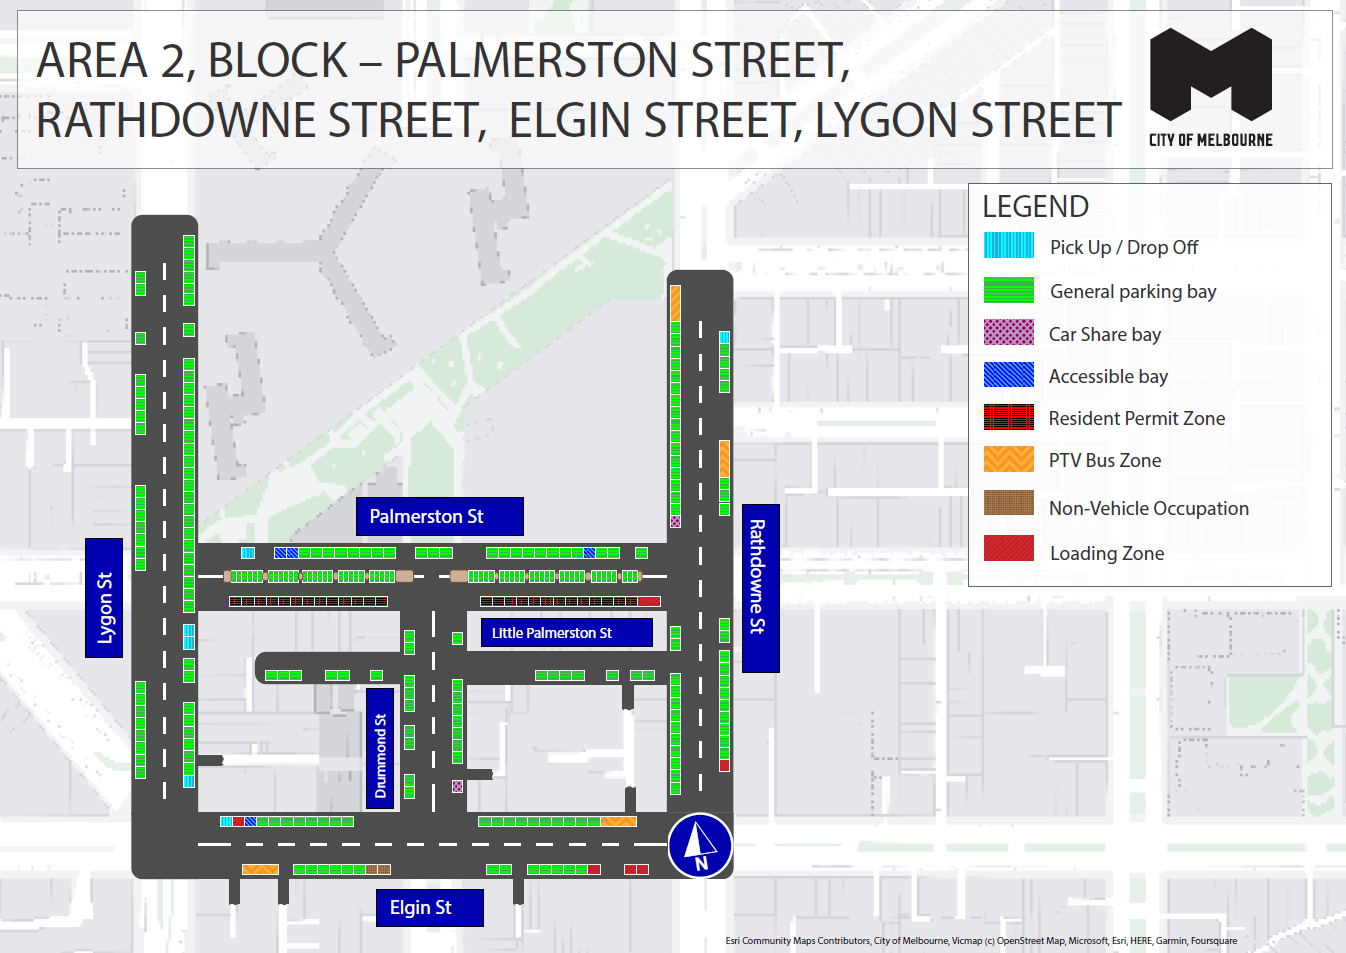 AREA 2, BLOCK – PALMERSTON STREET,
RATHDOWNE STREET, ELGIN STREET, LYGON STREET
CITY OF MELBOURNE
LEGEND
Pick Up / Drop Off
General parking bay
Car Share bay
Accessible bay
Resident Permit Zone
PTV Bus Zone
Non-Vehicle Occupation
Loading Zone
Palmerston St
Rathdowne St
Lygon St
Little Palmerston St
Drummond St
N
Elgin St
Esri Community Maps Contributors, City of Melbourne, Vicmap (c) OpenStreet Map, Microsoft, Esri, HERE, Garmin, Foursquare